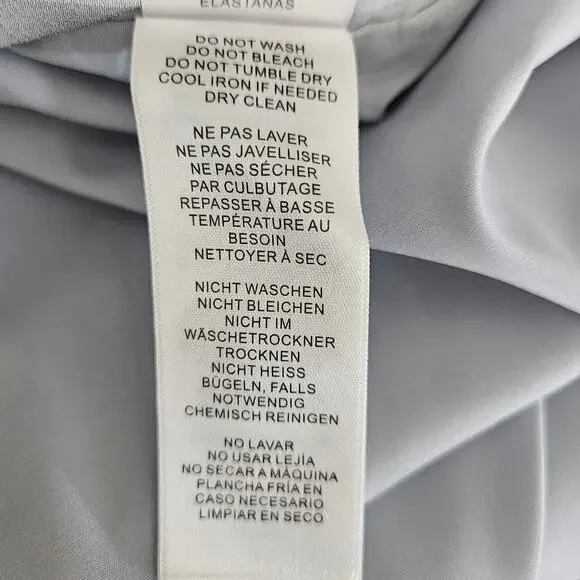 ELASTANAS
DO NOT WASH
DO NOT BLEACH
DO NOT TUMBLE DRY
COOL IRON IF NEEDED
DRY CLEAN
NE PAS LAVER
NE PAS JAVELLISER
NE PAS SÉCHER
PAR CULBUTAGE
REPASSER À BASSE
TEMPÉRATURE AU
BESOIN
NETTOYER À SEC
NICHT WASCHEN
NICHT BLEICHEN
NICHT IM
WÄSCHETROCKNER
TROCKNEN
NICHT HEISS
BÜGELN, FALLS
NOTWENDIG
CHEMISCH REINIGEN
NO LAVAR
NO USAR LEJÍA
NO SECAR A MÁQUINA
PLANCHA FRÍA EN
CASO NECESARIO
LIMPIAR EN SECO